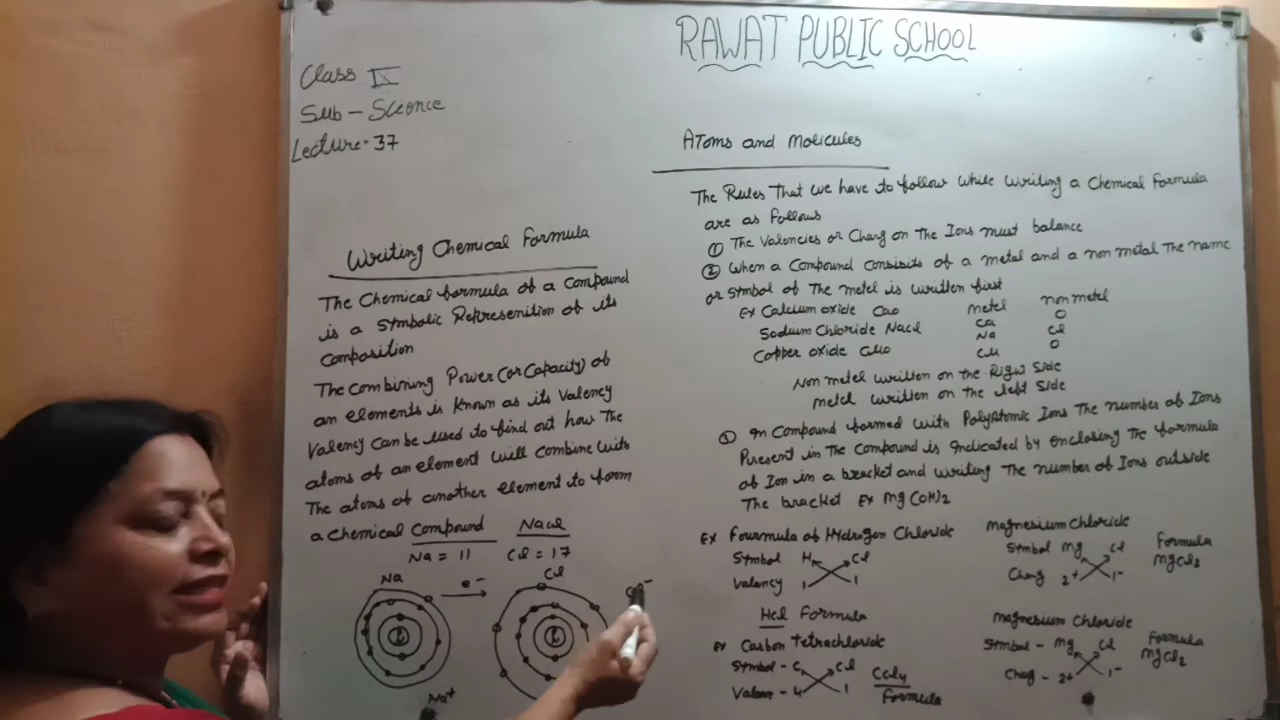 RAWAT PUBLIC SCHOOL
Class IX
Sub - Science
Lecture - 37
Writing Chemical Formula
The Chemical formula of a compound
is a symbolic Represenition of its
composition
The combining Power (or Capacity) of
an elements is known as its Valency
Valency can be used to find out how The
atoms of an element will combine with
The atoms of another element to form
a chemical compound Nacl
Na = 11 Cl = 17
Na e- Cl
Cl-
Na+
Atoms and Molicules
The Rules That we have to follow while writing a Chemical Formula
are as follows
① The Valencies or Charg on The Ions must balance
② When a Compound Consisits of a metal and a non metal The name
or symbol of The metel is written first
Ex Calcium oxide Cao metel non metel
Ca O
Sodium Chloride Nacl Na Cl
Copper oxide Cuo Cu O
Non metel written on the Right Side
metel written on the left Side
③ In Compound formed with Polyatomic Ions The number of Ions
Present in The compound is Indicated by enclosing The formula
of Ion in a bracket and writing The number of Ions outside
The bracket Ex Mg(OH)2
Ex Fourmula of Hydrogen Chloride
Symbol H Cl
Valancy 1 1
Hcl Formula
Ex Carbon Tetrachloride
Symbol - C Cl
4 1
CCl4
Formula
Magnesium Chloride
Symbol Mg Cl Formula
Charg 2+ 1- MgCl2
Magnesium Chloride
Symbol - Mg Cl Formula
Charg - 2+ 1- MgCl2